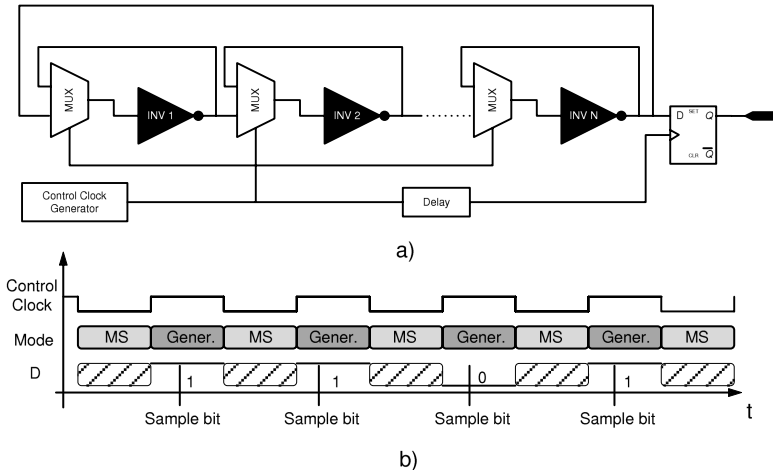 MUX
INV 1
MUX
INV 2
MUX
INV N
D SET Q
CLR Q
Control Clock
Generator
Delay
a)
Control
Clock
Mode
MS Gener. MS Gener. MS Gener. MS Gener. MS
D
1 1 0 1
t
Sample bit Sample bit Sample bit Sample bit
b)